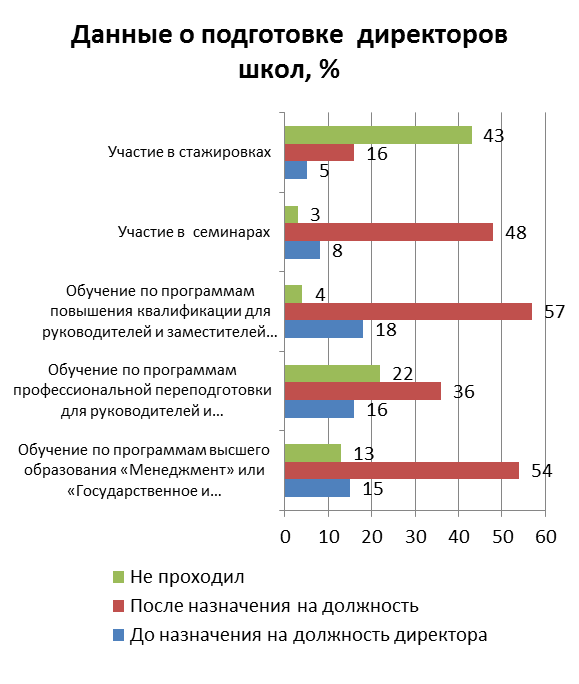 Данные о подготовке директоров
школ, %
Участие в стажировках
43
16
5
Участие в семинарах
3
48
8
Обучение по программам
повышения квалификации для
руководителей и заместителей…
4
57
18
Обучение по программам
профессиональной переподготовки
для руководителей и…
22
36
16
Обучение по программам высшего
образования «Менеджмент» или
«Государственное и…
13
54
15
0 10 20 30 40 50 60
Не проходил
После назначения на должность
До назначения на должность директора